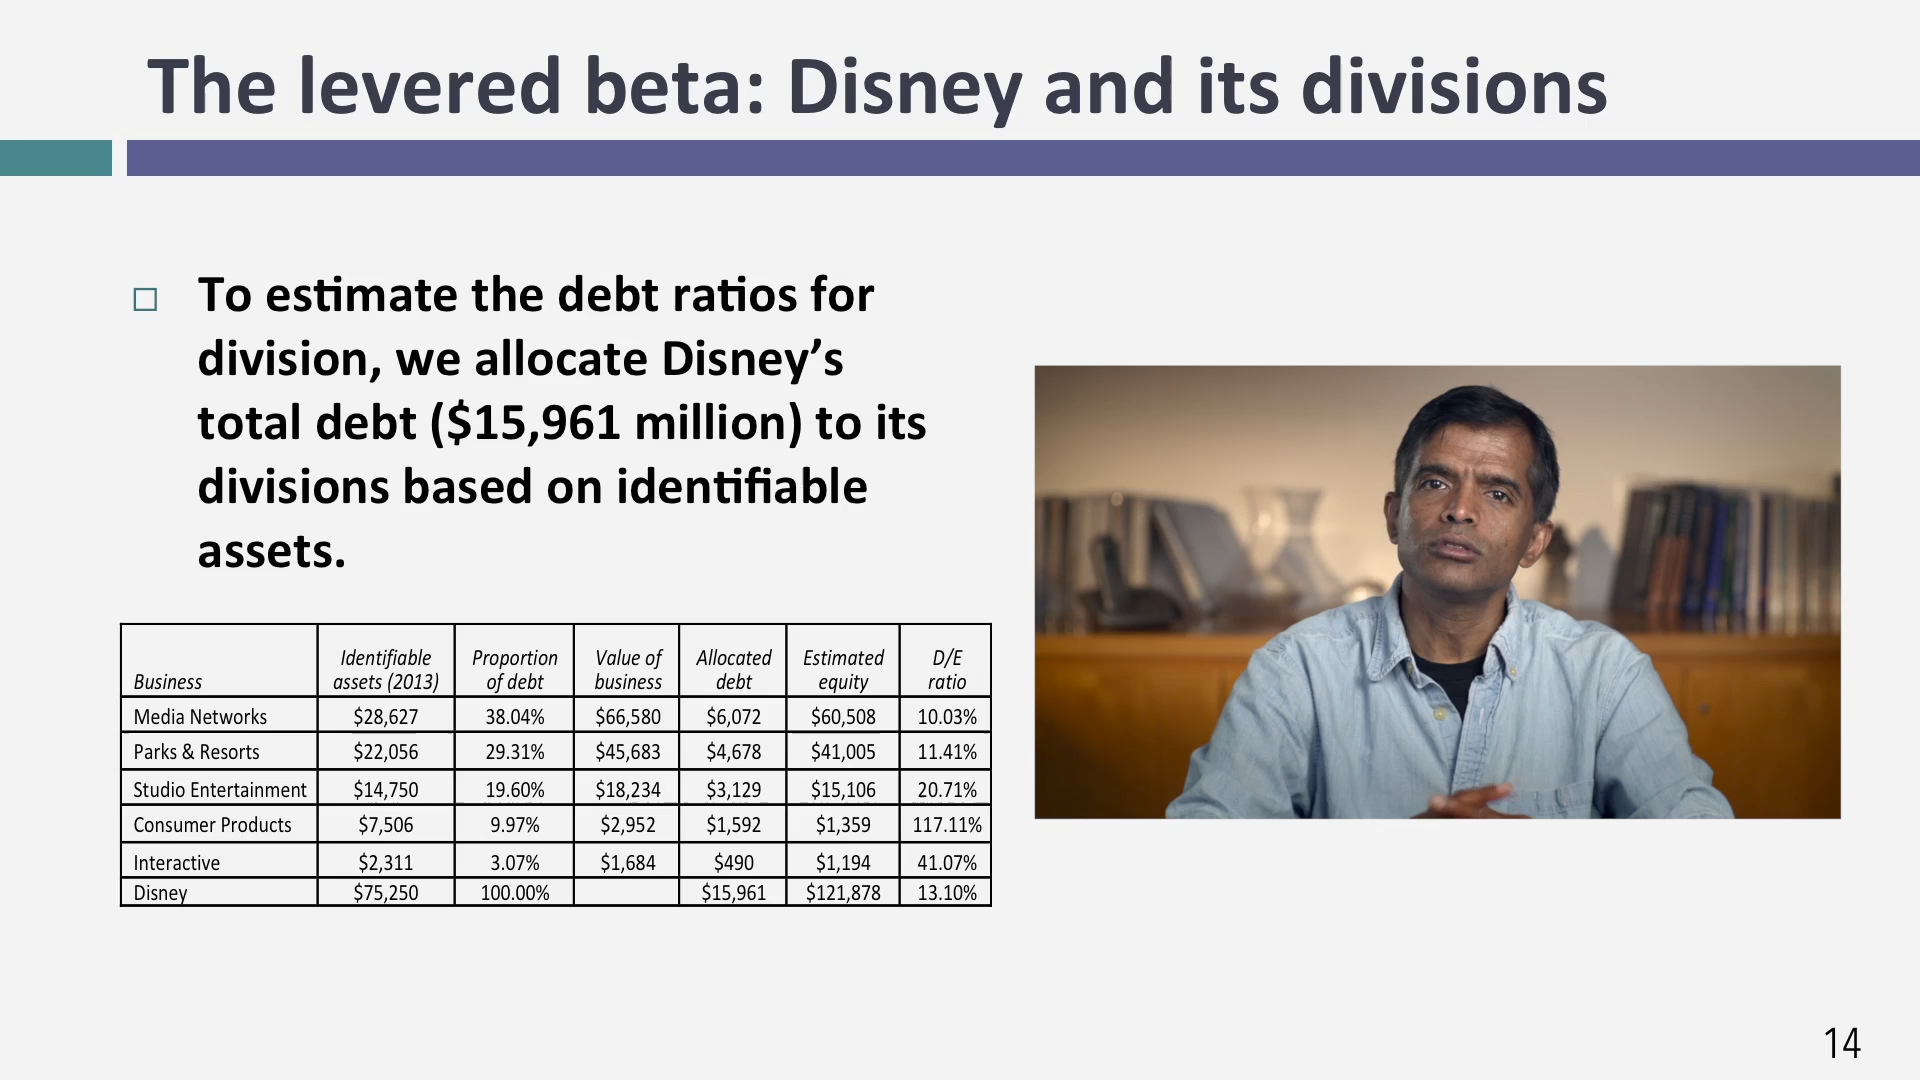 The levered beta: Disney and its divisions
To estimate the debt ratios for
division, we allocate Disney’s
total debt ($15,961 million) to its
divisions based on identifiable
assets.
Business Identifiable assets (2013) Proportion of debt Value of business Allocated debt Estimated equity D/E ratio
Media Networks $28,627 38.04% $66,580 $6,072 $60,508 10.03%
Parks & Resorts $22,056 29.31% $45,683 $4,678 $41,005 11.41%
Studio Entertainment $14,750 19.60% $18,234 $3,129 $15,106 20.71%
Consumer Products $7,506 9.97% $2,952 $1,592 $1,359 117.11%
Interactive $2,311 3.07% $1,684 $490 $1,194 41.07%
Disney $75,250 100.00% $15,961 $121,878 13.10%
14